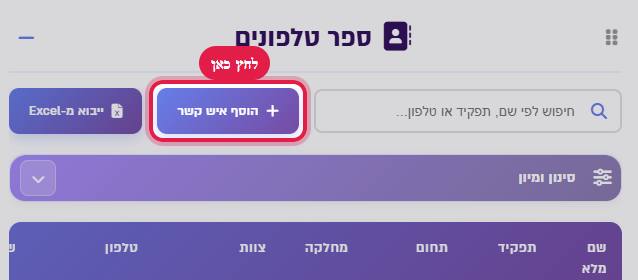 ספר טלפונים
לחץ כאן
חיפוש לפי שם, תפקיד או טלפון...
+ הוסף איש קשר
ייבוא מ-Excel
סינון ומיון
שם מלא
תפקיד
תחום
מחלקה
צוות
טלפון